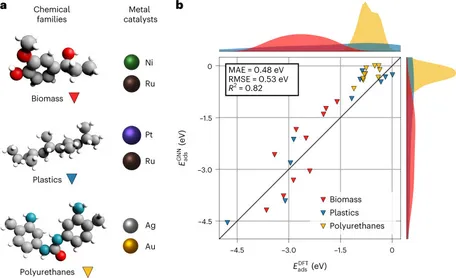 a
Chemical families
Metal catalysts
Ni
Ru
Biomass
Pt
Ru
Plastics
Ag
Au
Polyurethanes
b
MAE = 0.48 eV
RMSE = 0.53 eV
R² = 0.82
0
−1.5
−3.0
−4.5
E_ads^GNN (eV)
Biomass
Plastics
Polyurethanes
−4.5
−3.0
−1.5
0
E_ads^DFT (eV)